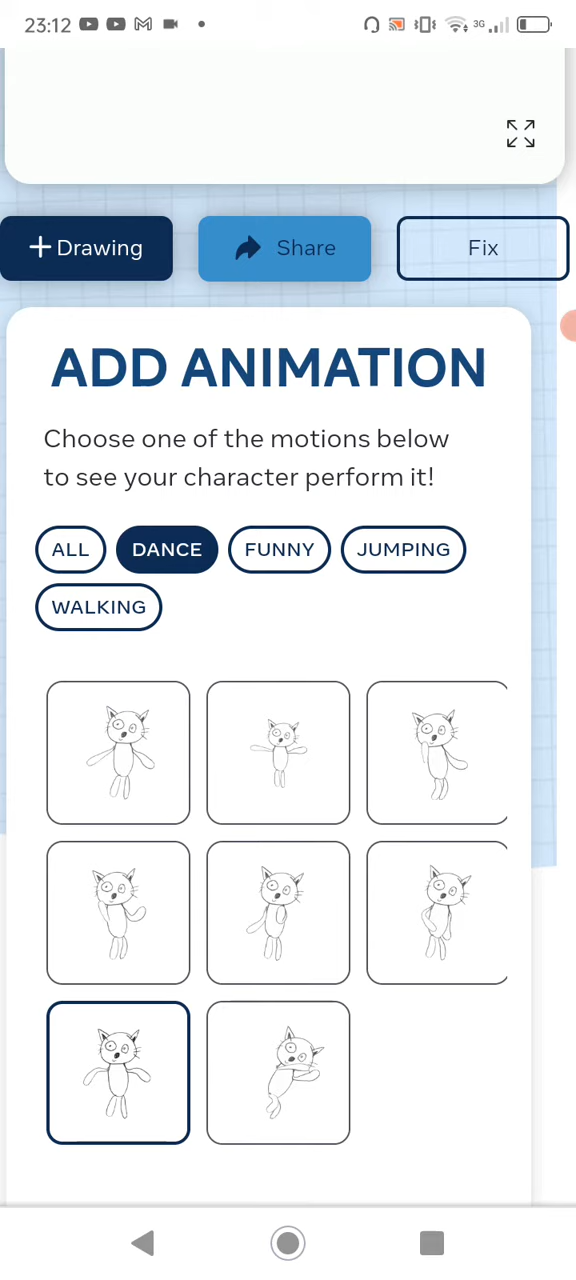 23:12 3G
+ Drawing Share Fix
ADD ANIMATION
Choose one of the motions below
to see your character perform it!
ALL DANCE FUNNY JUMPING
WALKING